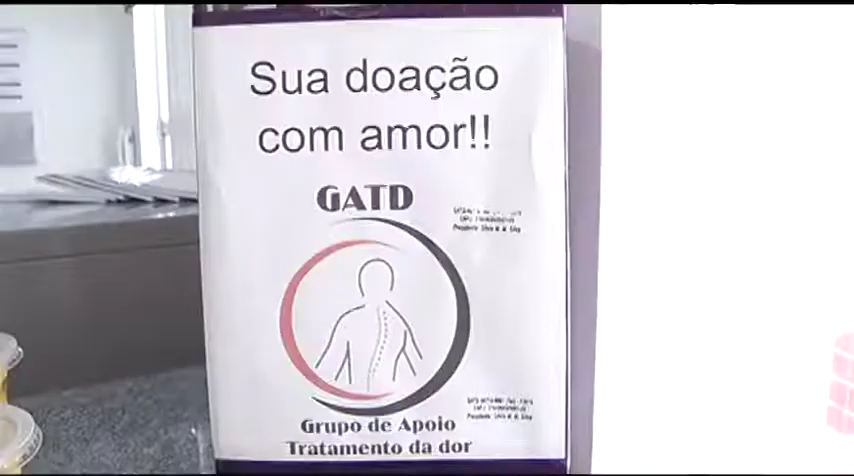 Sua doação
com amor!!
GATD
Grupo de Apoio
Tratamento da dor